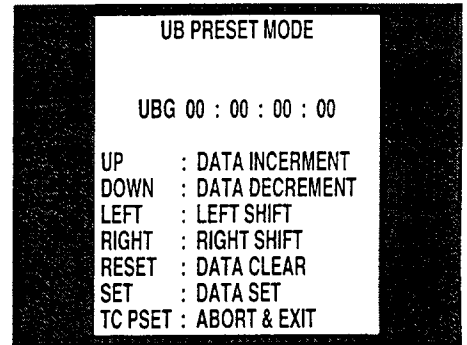 UB PRESET MODE
UBG 00 : 00 : 00 : 00
UP : DATA INCERMENT
DOWN : DATA DECREMENT
LEFT : LEFT SHIFT
RIGHT : RIGHT SHIFT
RESET : DATA CLEAR
SET : DATA SET
TC PSET : ABORT & EXIT